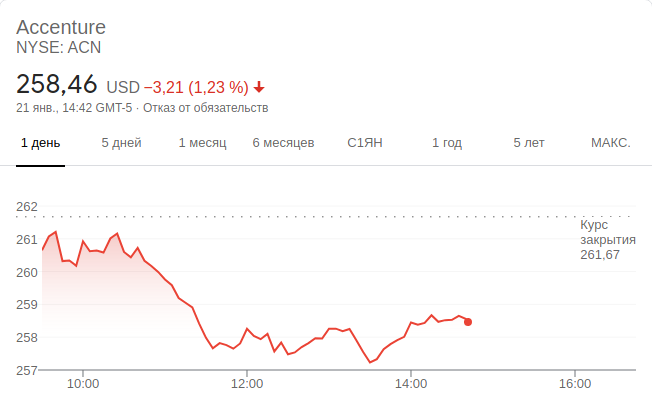 Accenture
NYSE: ACN
258,46 USD −3,21 (1,23 %)
21 янв., 14:42 GMT-5 · Отказ от обязательств
1 день 5 дней 1 месяц 6 месяцев С1ЯН 1 год 5 лет МАКС.
262
Курс
261
закрытия
261,67
260
259
258
257
10:00 12:00 14:00 16:00